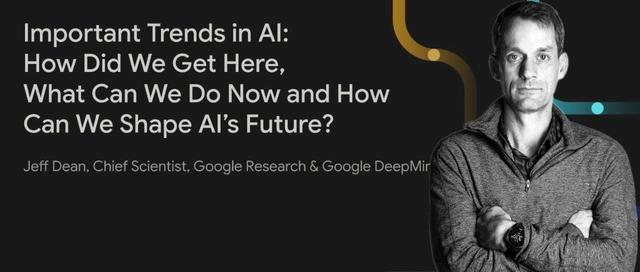 Important Trends in AI:
How Did We Get Here,
What Can We Do Now and How
Can We Shape AI’s Future?
Jeff Dean, Chief Scientist, Google Research & Google DeepMin